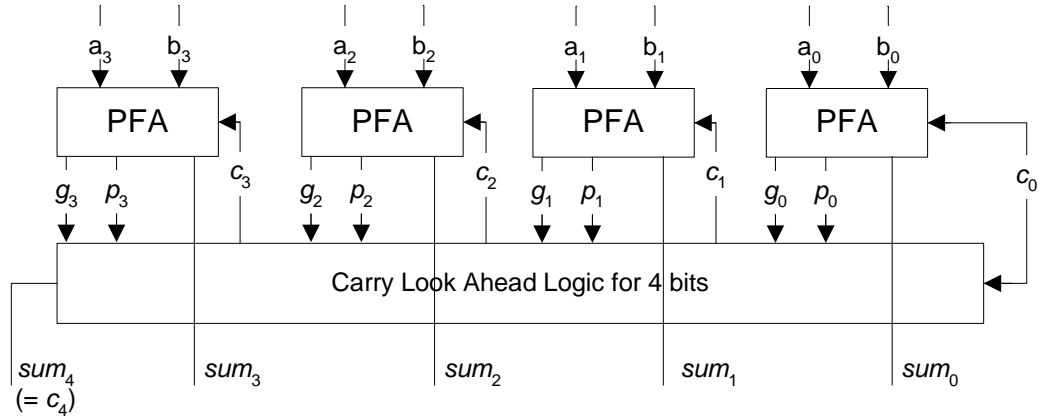 a₃ b₃ a₂ b₂ a₁ b₁ a₀ b₀
PFA PFA PFA PFA
c₃ c₂ c₁ c₀
g₃ p₃ g₂ p₂ g₁ p₁ g₀ p₀
Carry Look Ahead Logic for 4 bits
sum₄ sum₃ sum₂ sum₁ sum₀
(= c₄)